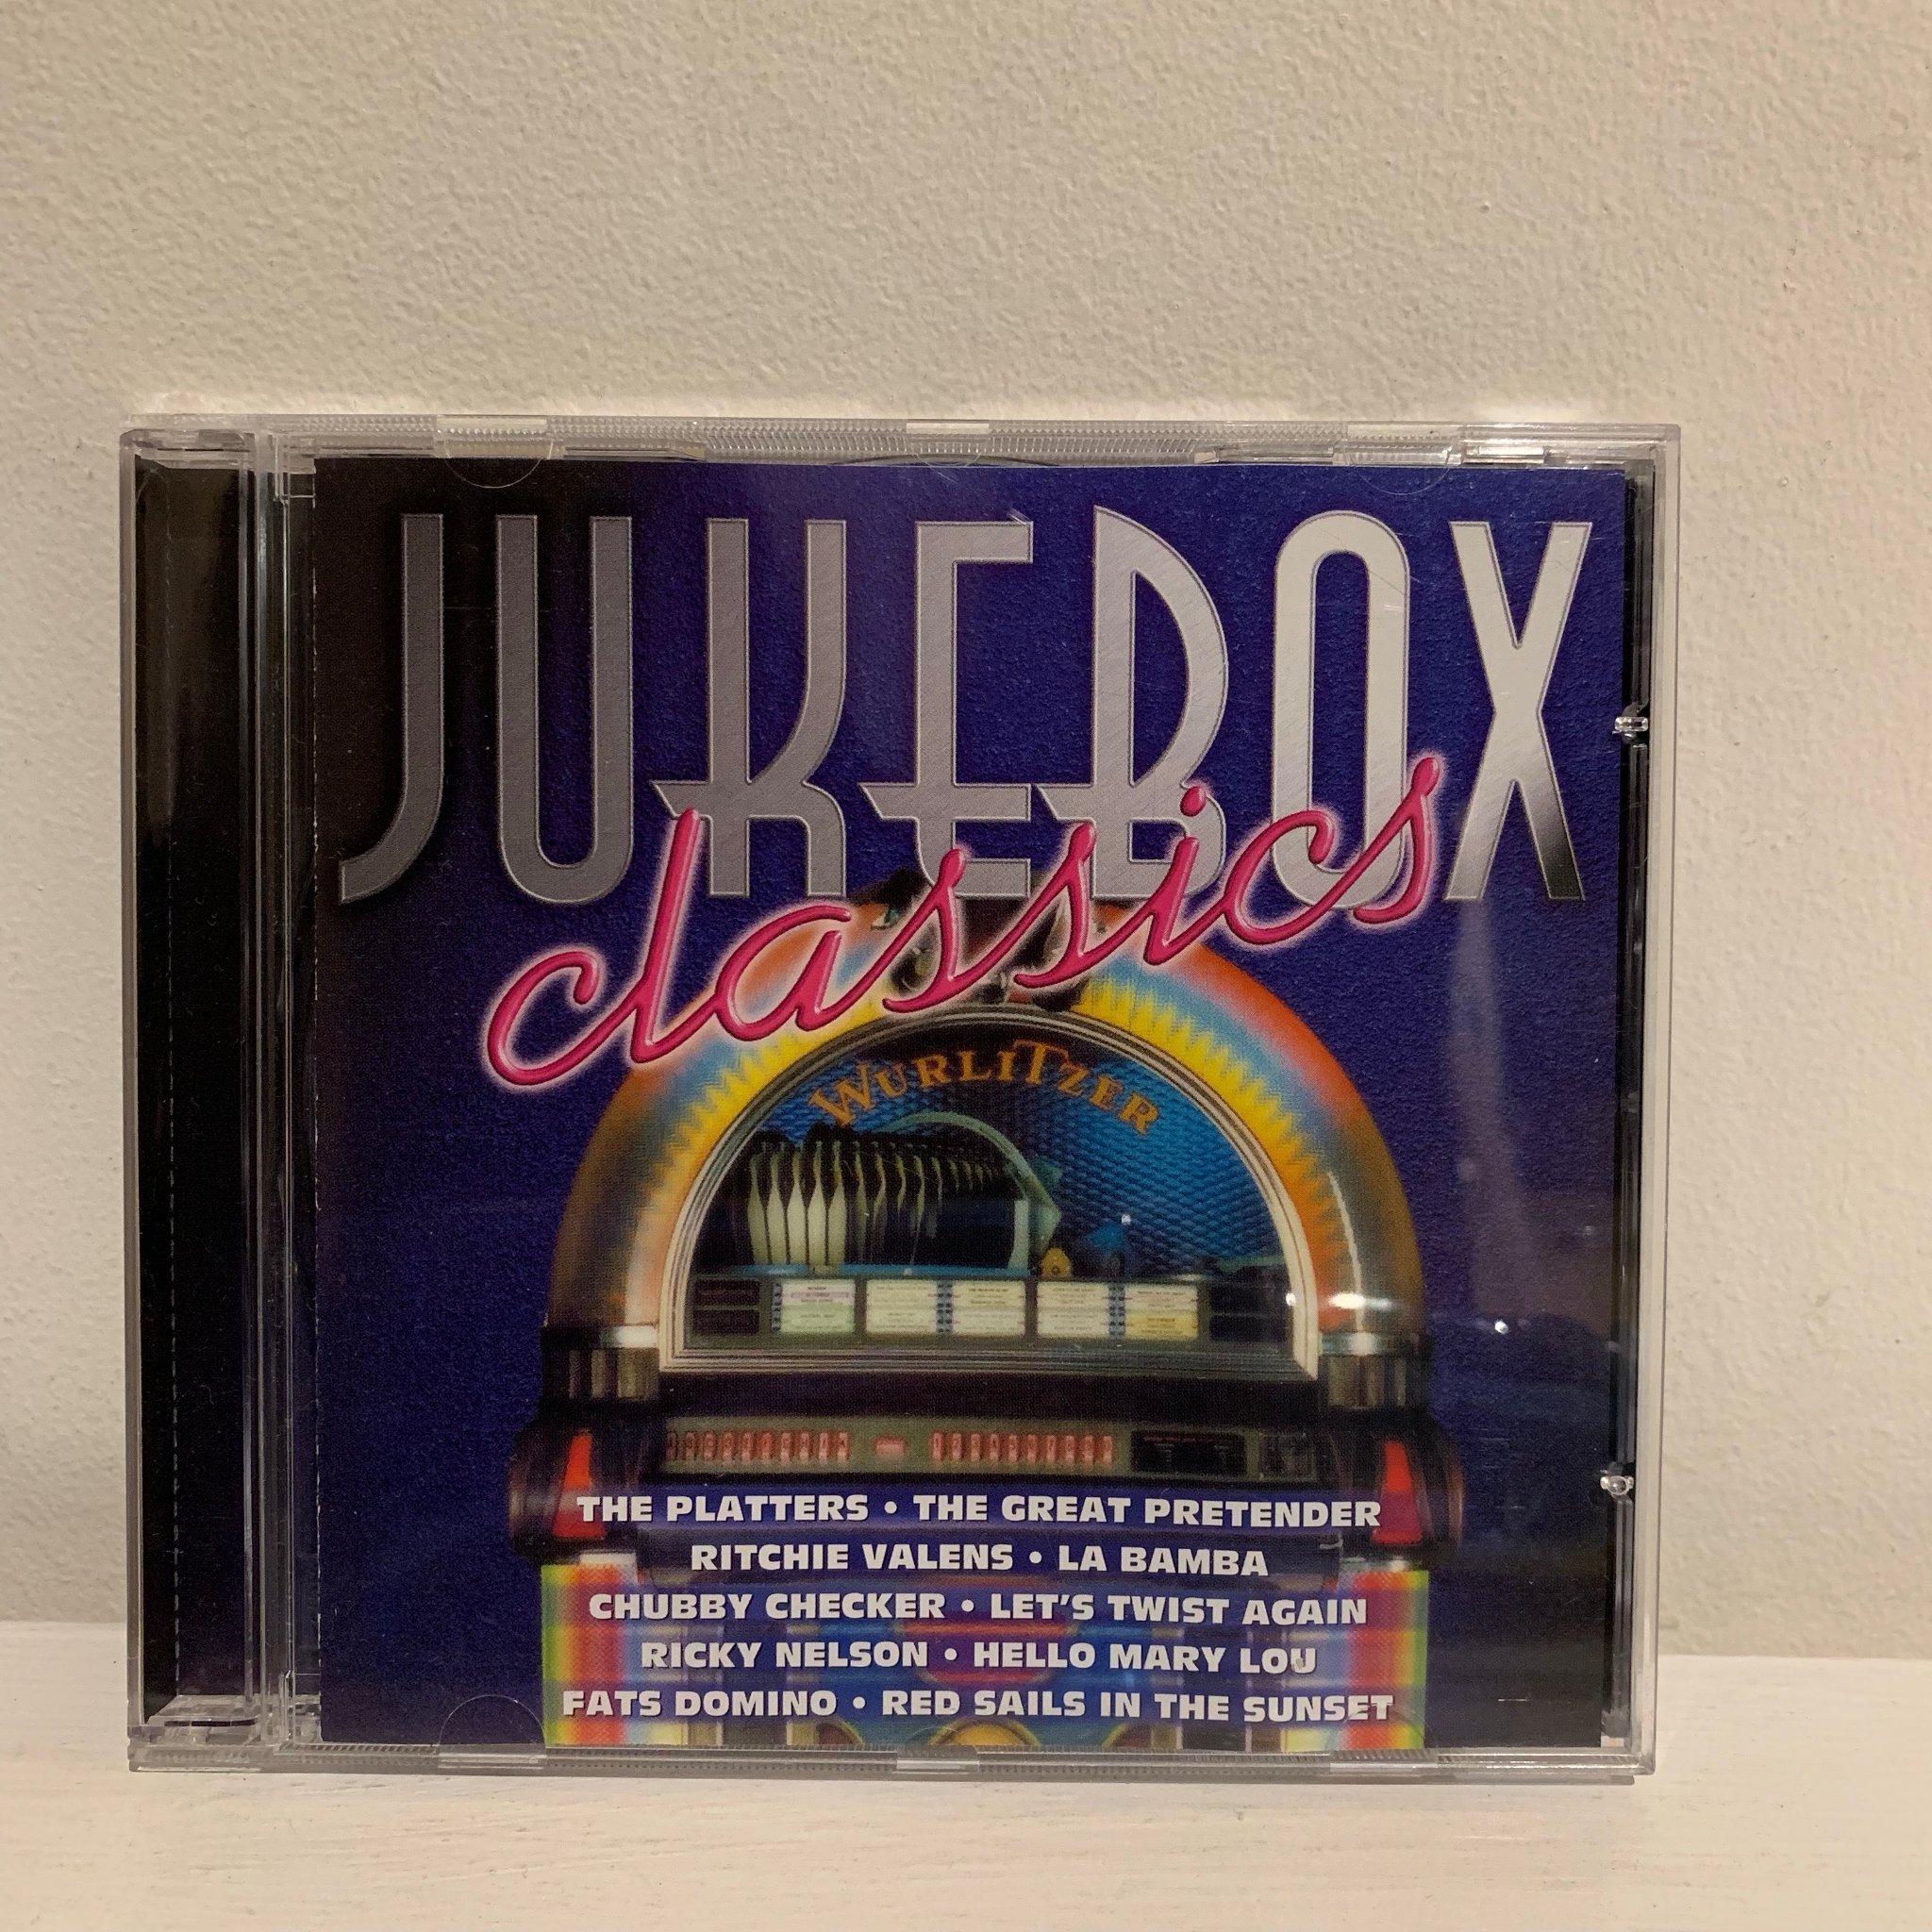 JUKEBOX
classics
WURLITZER
THE PLATTERS • THE GREAT PRETENDER
RITCHIE VALENS • LA BAMBA
CHUBBY CHECKER • LET'S TWIST AGAIN
RICKY NELSON • HELLO MARY LOU
FATS DOMINO • RED SAILS IN THE SUNSET